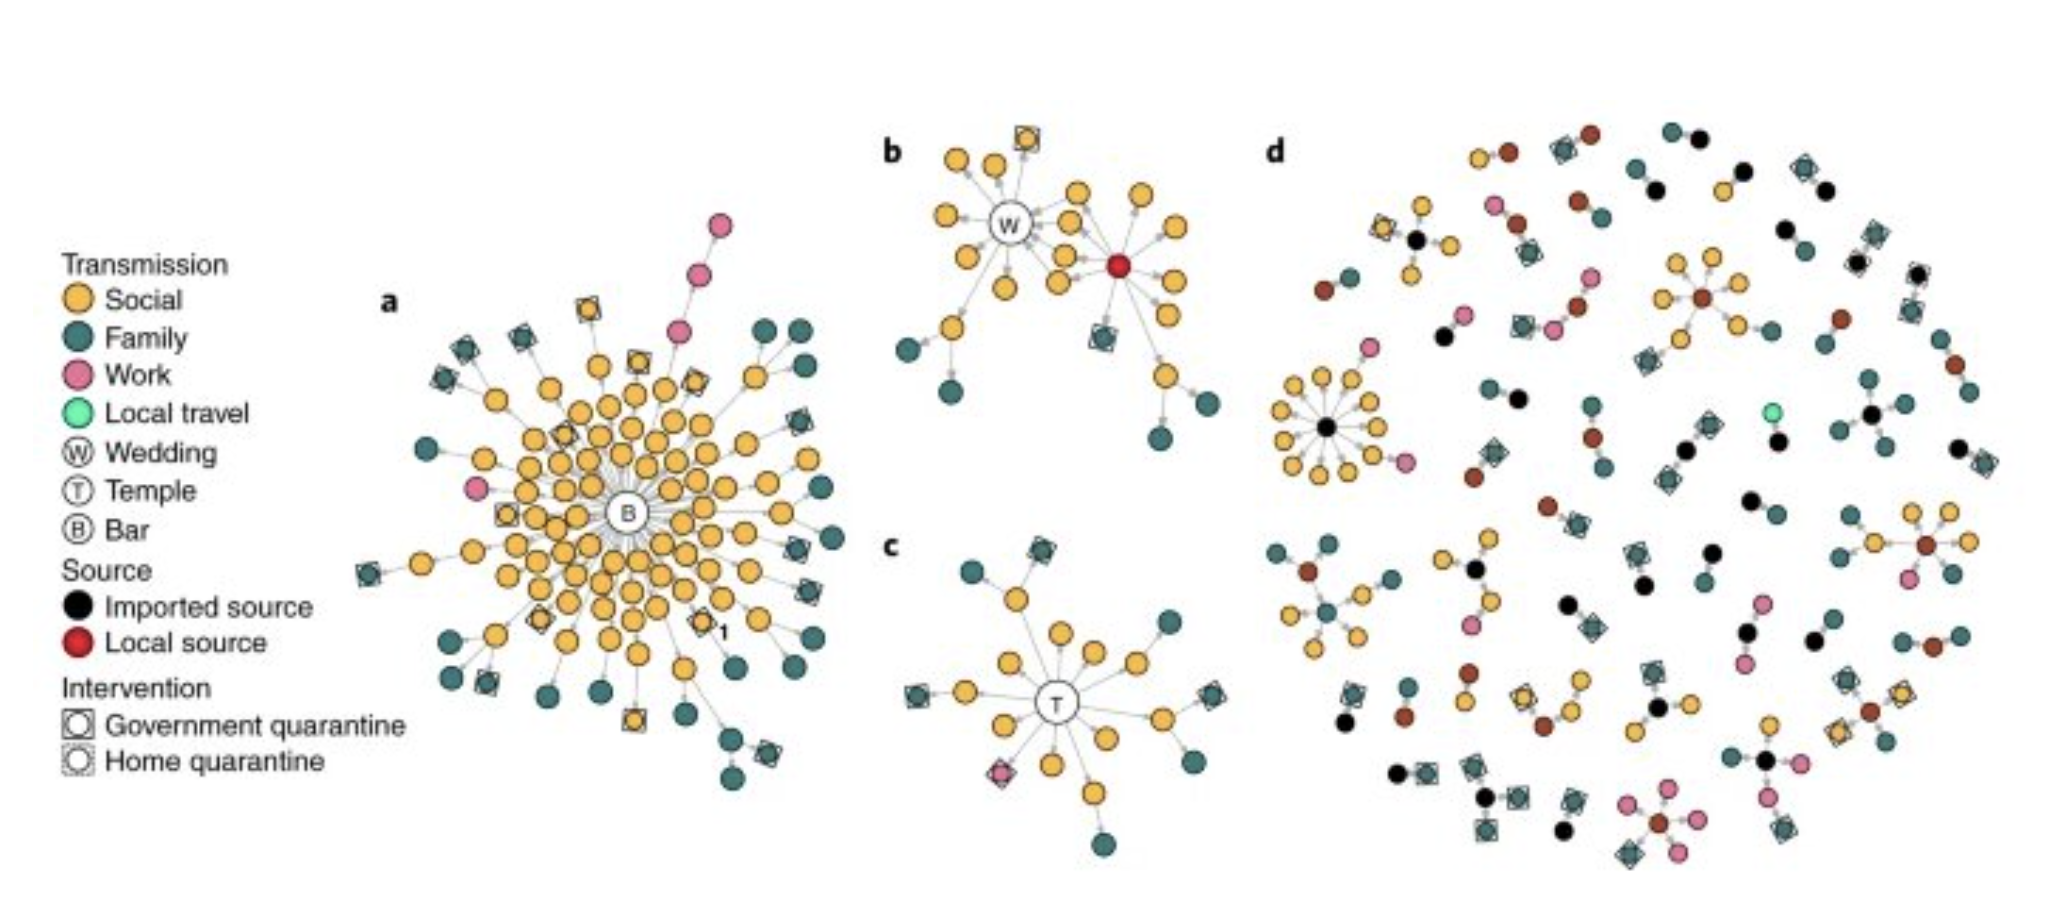 Transmission
Social
Family
Work
Local travel
W Wedding
T Temple
B Bar
Source
Imported source
Local source
Intervention
Government quarantine
Home quarantine
a
B
1
b
W
c
T
d